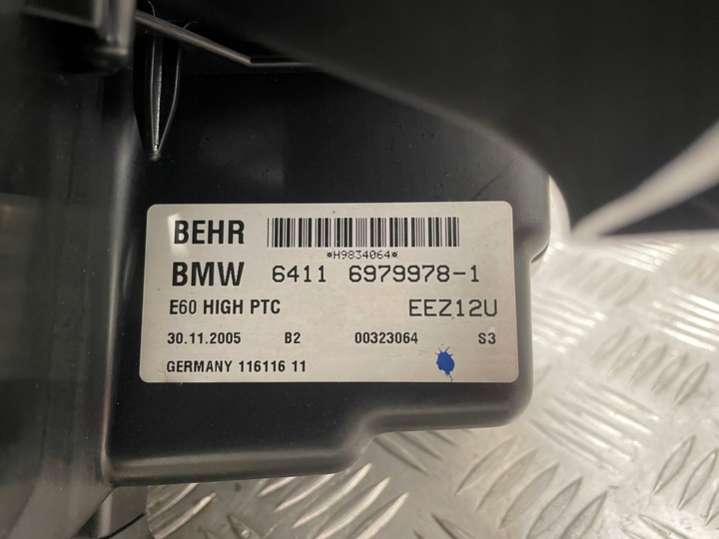 BEHR
*H9834064*
BMW 6411 6979978-1
E60 HIGH PTC EEZ12U
30.11.2005 B2 00323064 S3
GERMANY 116116 11